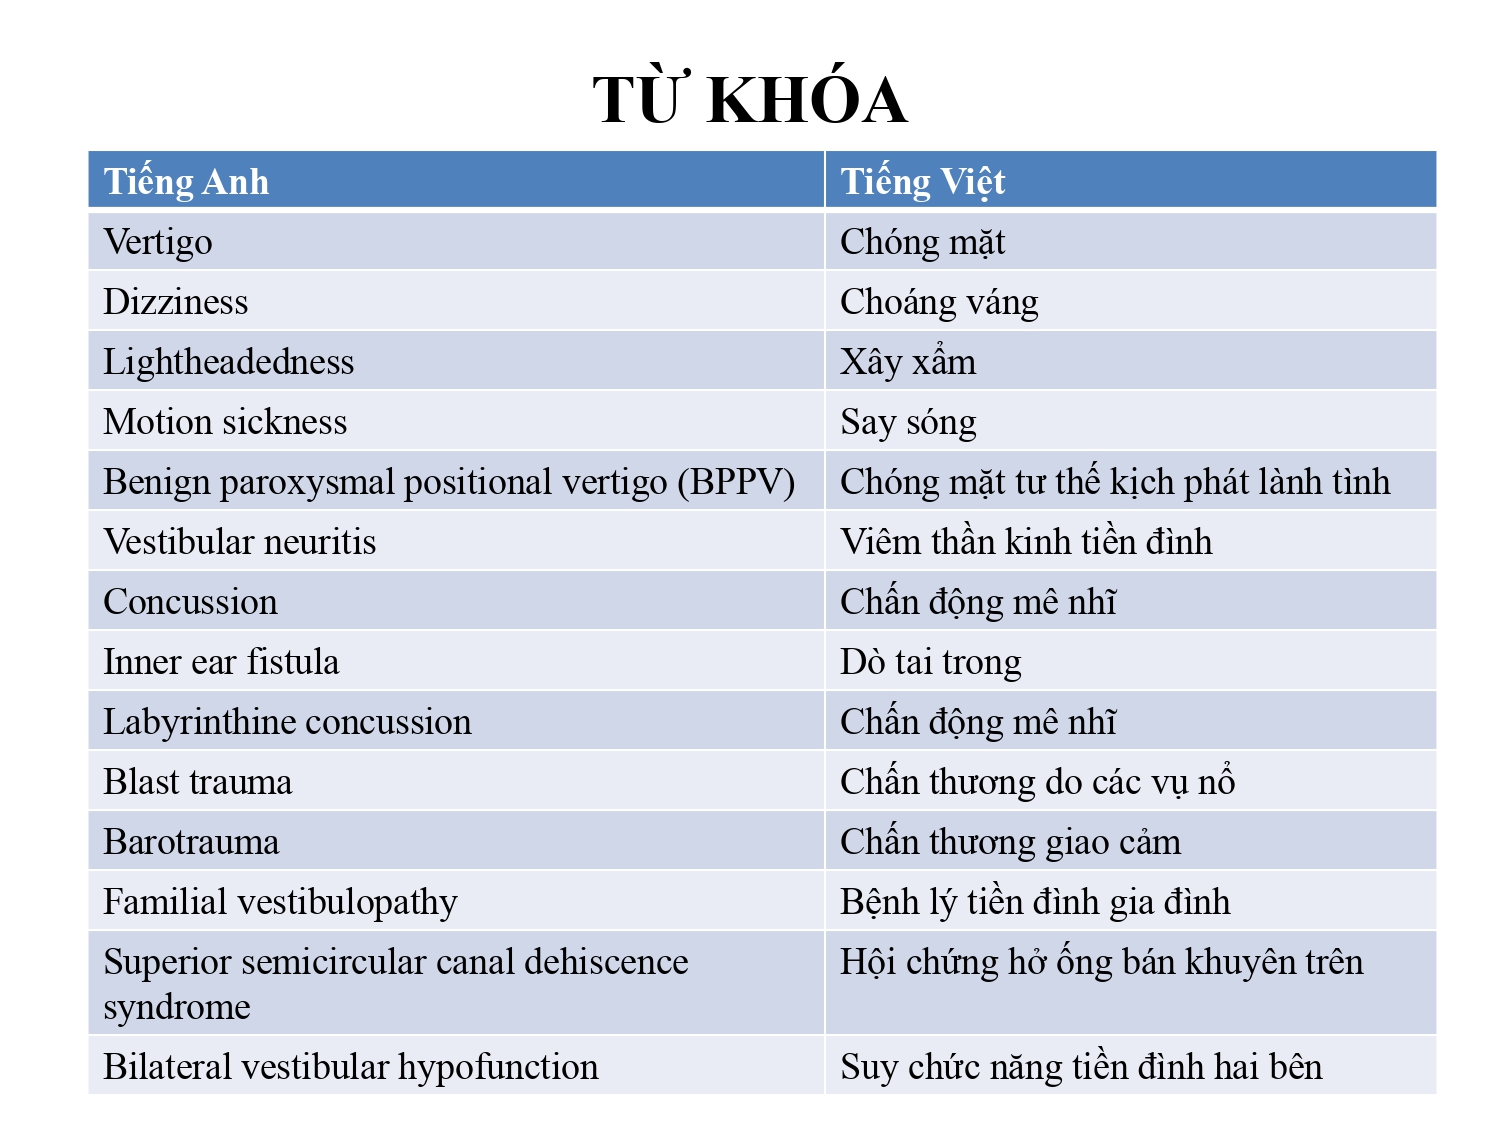 TỪ KHÓA
Tiếng Anh Tiếng Việt
Vertigo Chóng mặt
Dizziness Choáng váng
Lightheadedness Xây xẩm
Motion sickness Say sóng
Benign paroxysmal positional vertigo (BPPV) Chóng mặt tư thế kịch phát lành tình
Vestibular neuritis Viêm thần kinh tiền đình
Concussion Chấn động mê nhĩ
Inner ear fistula Dò tai trong
Labyrinthine concussion Chấn động mê nhĩ
Blast trauma Chấn thương do các vụ nổ
Barotrauma Chấn thương giao cảm
Familial vestibulopathy Bệnh lý tiền đình gia đình
Superior semicircular canal dehiscence Hội chứng hở ống bán khuyên trên
syndrome
Bilateral vestibular hypofunction Suy chức năng tiền đình hai bên